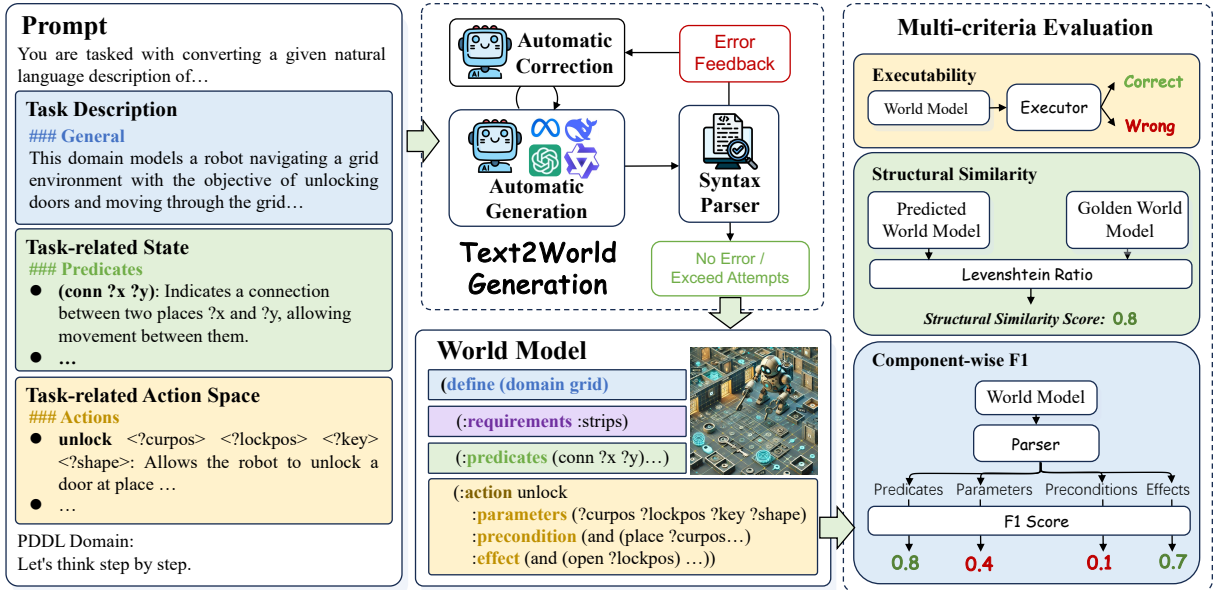 Prompt
You are tasked with converting a given natural
language description of…
Task Description
### General
This domain models a robot navigating a grid
environment with the objective of unlocking
doors and moving through the grid…
Task-related State
### Predicates
● (conn ?x ?y): Indicates a connection
between two places ?x and ?y, allowing
movement between them.
● …
Task-related Action Space
### Actions
● unlock <?curpos> <?lockpos> <?key>
<?shape>: Allows the robot to unlock a
door at place …
● …
PDDL Domain:
Let's think step by step.
AI
Automatic
Correction
Error
Feedback
AI
Automatic
Generation
Syntax
Parser
Text2World
Generation
No Error /
Exceed Attempts
World Model
(define (domain grid)
(:requirements :strips)
(:predicates (conn ?x ?y)…)
(:action unlock
:parameters (?curpos ?lockpos ?key ?shape)
:precondition (and (place ?curpos…)
:effect (and (open ?lockpos) …))
Multi-criteria Evaluation
Executability
World Model
Executor
Correct
Wrong
Structural Similarity
Predicted
World Model
Golden World
Model
Levenshtein Ratio
Structural Similarity Score: 0.8
Component-wise F1
World Model
Parser
Predicates Parameters Preconditions Effects
F1 Score
0.8 0.4 0.1 0.7